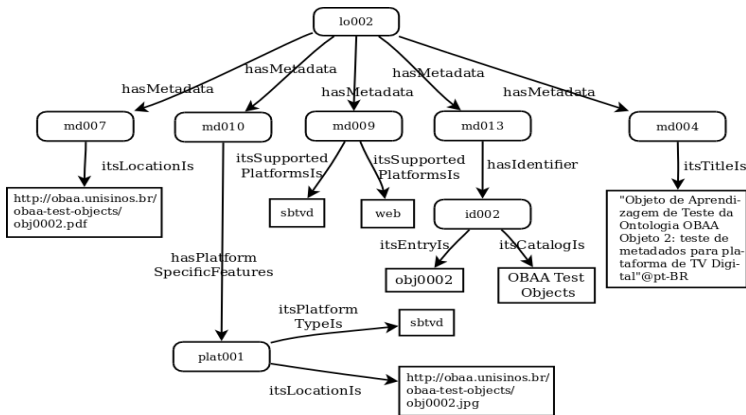 lo002
hasMetadata
hasMetadata
hasMetadata
hasMetadata
hasMetadata
md007
md010
md009
md013
md004
itsLocationIs
itsSupported
PlatformsIs
itsSupported
PlatformsIs
hasIdentifier
itsTitleIs
http://obaa.unisinos.br/
obaa-test-objects/
obj0002.pdf
sbtvd
web
id002
"Objeto de Aprendi-
zagem de Teste da
Ontologia OBAA
Objeto 2: teste de
metadados para pla-
taforma de TV Digi-
tal"@pt-BR
hasPlatform
SpecificFeatures
itsEntryIs
itsCatalogIs
obj0002
OBAA Test
Objects
itsPlatform
TypeIs
sbtvd
plat001
itsLocationIs
http://obaa.unisinos.br/
obaa-test-objects/
obj0002.jpg